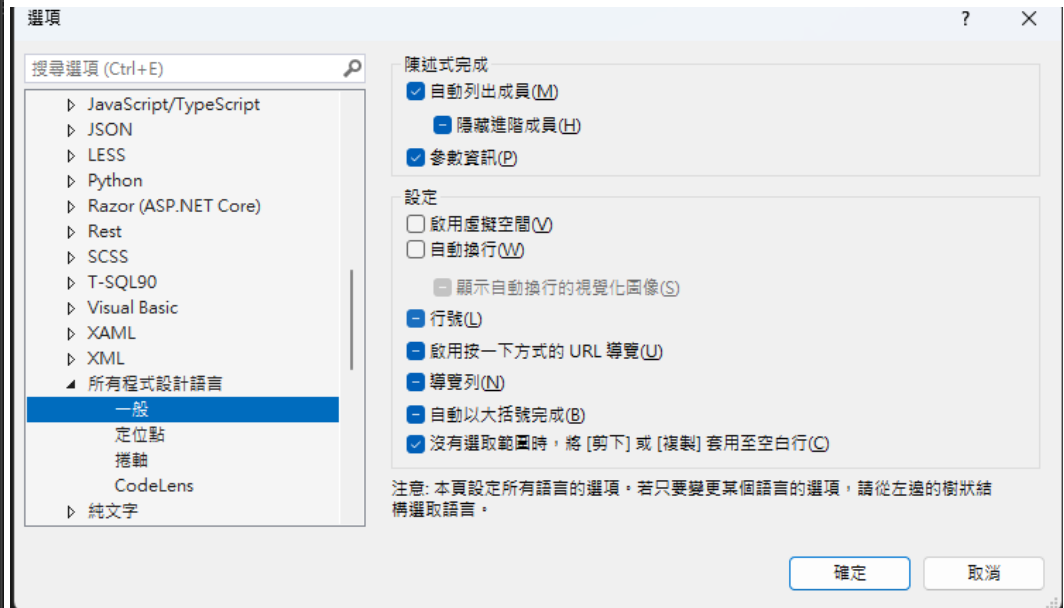 選項
?
搜尋選項 (Ctrl+E)
JavaScript/TypeScript
JSON
LESS
Python
Razor (ASP.NET Core)
Rest
SCSS
T-SQL90
Visual Basic
XAML
XML
所有程式設計語言
一般
定位點
捲軸
CodeLens
純文字
陳述式完成
自動列出成員(M)
隱藏進階成員(H)
參數資訊(P)
設定
啟用虛擬空間(V)
自動換行(W)
顯示自動換行的視覺化圖像(S)
行號(L)
啟用按一下方式的 URL 導覽(U)
導覽列(N)
自動以大括號完成(B)
沒有選取範圍時，將 [剪下] 或 [複製] 套用至空白行(C)
注意: 本頁設定所有語言的選項。若只要變更某個語言的選項，請從左邊的樹狀結
構選取語言。
確定
取消